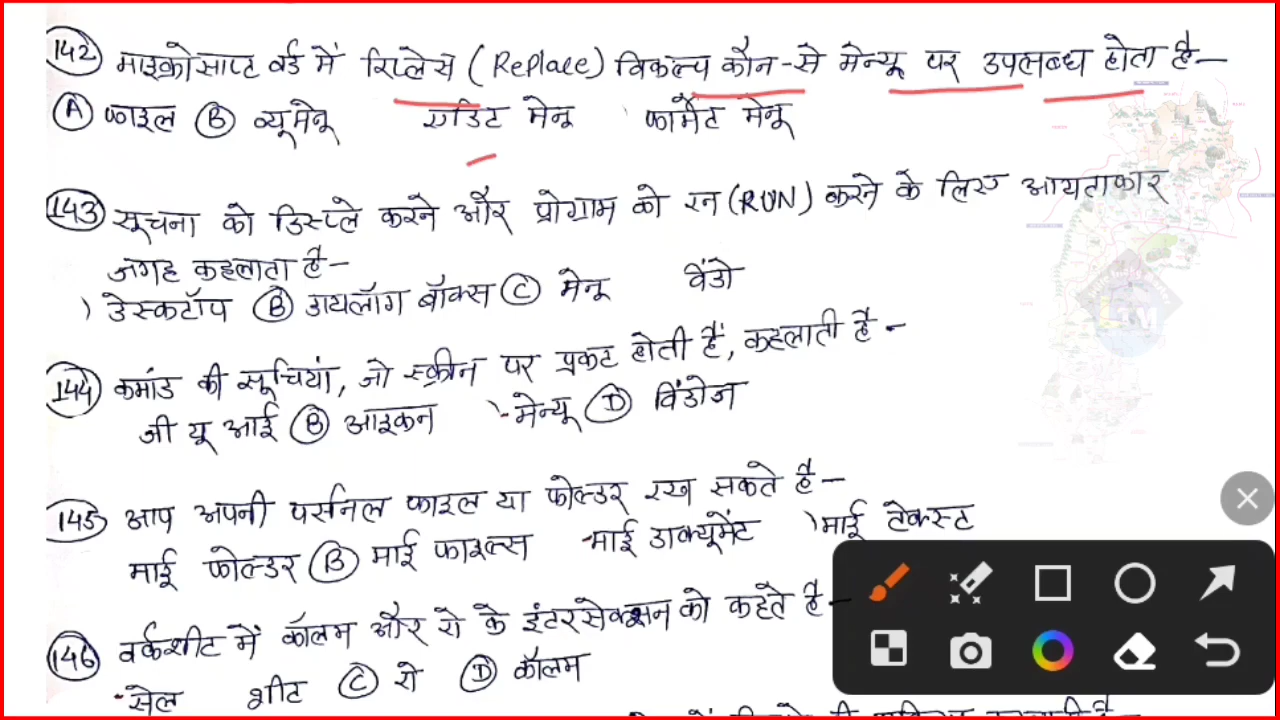 142 माइक्रोसाफ्ट वर्ड में रिप्लेस (Replace) विकल्प कौन-से मेन्यू पर उपलब्ध होता है-
A फाइल B व्यू मेनू एडिट मेनू फार्मेट मेनू
143 सूचना को डिस्प्ले करने और प्रोग्राम को रन (RUN) करने के लिए आयताकार
जगह कहलाता है-
) डेस्कटॉप B डायलॉग बॉक्स C मेनू वेंडो
144 कमांड की सूचियां, जो स्क्रीन पर प्रकट होती हैं, कहलाती है-
जी यू आई B आइकन मेन्यू D विंडोज
145 आप अपनी पर्सनल फाइल या फोल्डर रख सकते है-
माई फोल्डर B माई फाइल्स माई डाक्यूमेंट माई टेक्स्ट
146 वर्कशीट में कॉलम और रो के इंटरसेक्शन को कहते है-
सेल शीट C रो D कॉलम